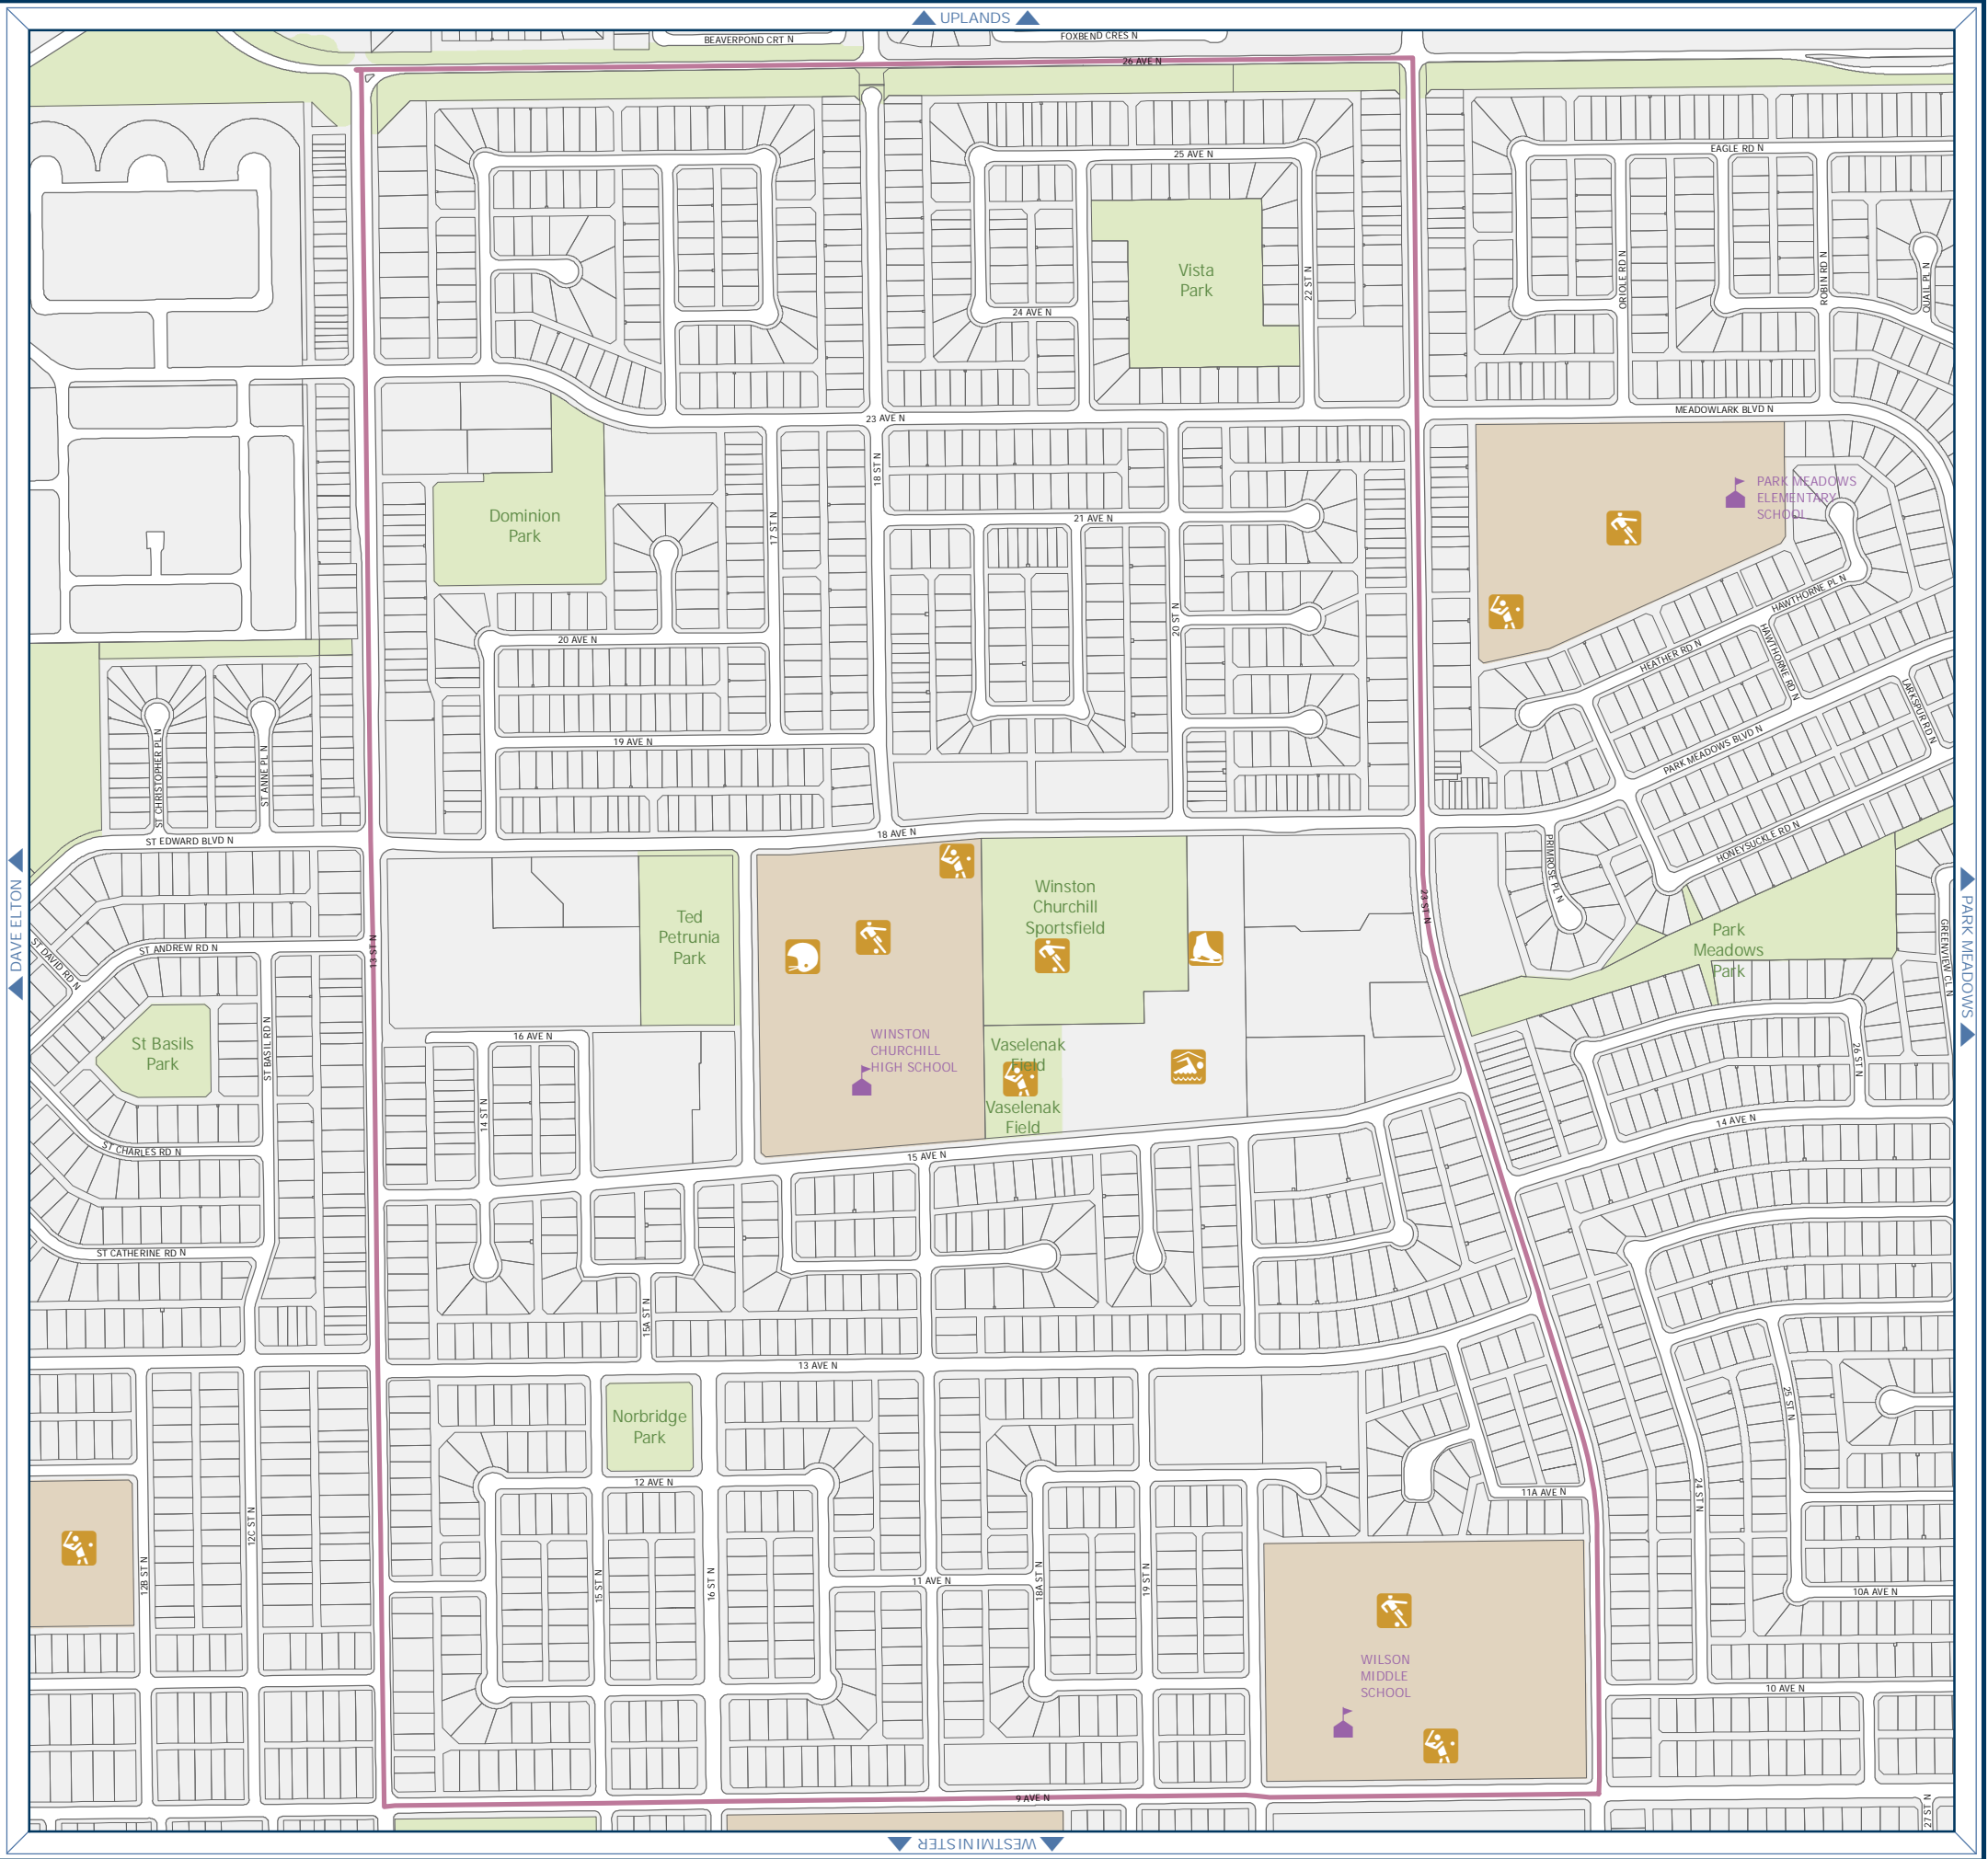 UPLANDS
BEAVERPOND CRT N
FOXBEND CRES N
26 AVE N
EAGLE RD N
25 AVE N
Vista
Park
22 ST N
ORIOLE RD N
ROBIN RD N
QUAIL PL N
24 AVE N
MEADOWLARK BLVD N
23 AVE N
18 ST N
PARK MEADOWS
ELEMENTARY
SCHOOL
Dominion
Park
17 ST N
21 AVE N
20 ST N
HAWTHORNE PL N
HEATHER RD N
HAWTHORNE RD N
20 AVE N
LARKSPUR RD N
19 AVE N
PARK MEADOWS BLVD N
ST CHRISTOPHER PL N
ST ANNE PL N
ST EDWARD BLVD N
18 AVE N
HONEYSUCKLE RD N
PRIMROSE PL N
DAVE ELTON
PARK MEADOWS
Winston
Churchill
Sportsfield
Ted
Petrunia
Park
23 ST N
13 ST N
Park
Meadows
Park
GREENVIEW CL N
ST ANDREW RD N
ST DAVID RD N
St Basils
Park
ST BASIL RD N
16 AVE N
WINSTON
CHURCHILL
HIGH SCHOOL
Vaselenak
Field
Vaselenak
Field
26 ST N
14 ST N
14 AVE N
ST CHARLES RD N
15 AVE N
ST CATHERINE RD N
15A ST N
13 AVE N
Norbridge
Park
25 ST N
12 AVE N
11A AVE N
24 ST N
12C ST N
12B ST N
15 ST N
16 ST N
11 AVE N
18A ST N
19 ST N
10A AVE N
WILSON
MIDDLE
SCHOOL
10 AVE N
9 AVE N
27 ST N
WESTMINISTER